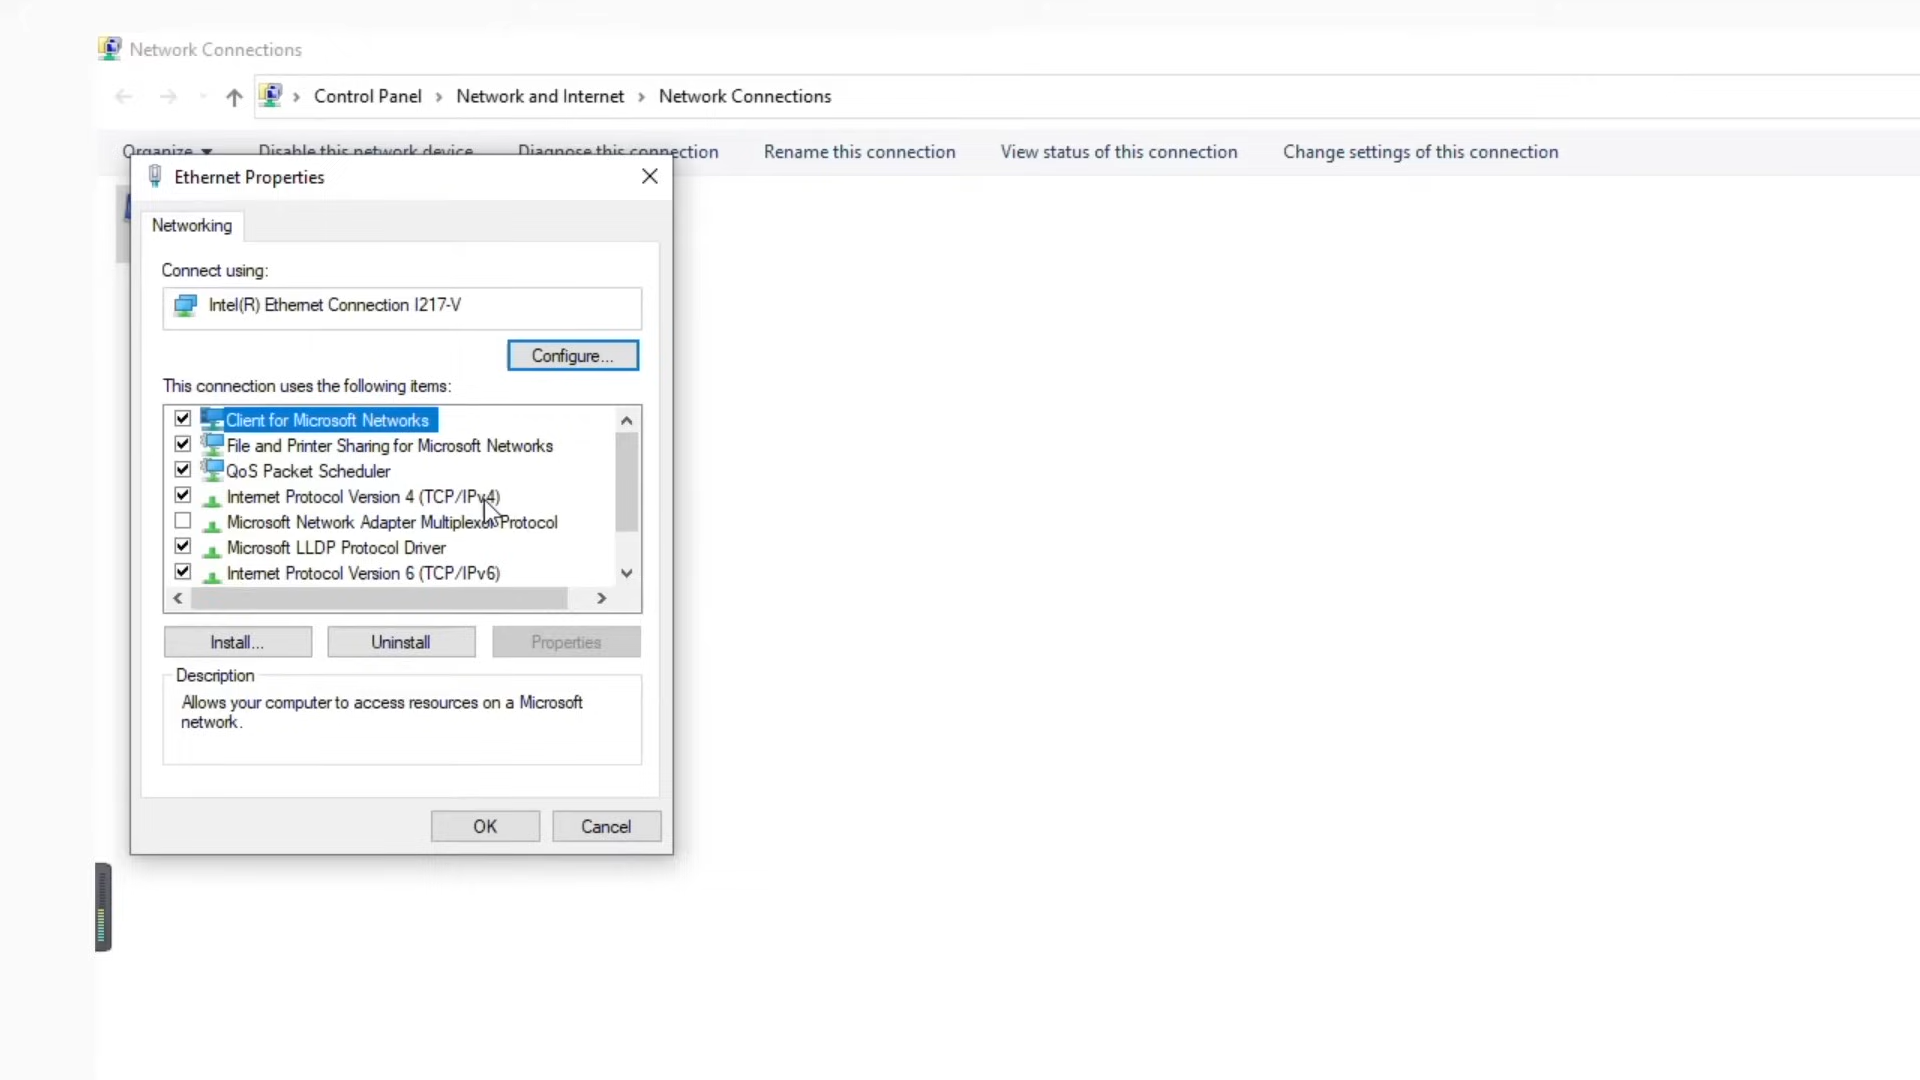 Network Connections
Control Panel > Network and Internet > Network Connections
Organize Disable this network device Diagnose this connection Rename this connection View status of this connection Change settings of this connection
Ethernet Properties
Networking
Connect using:
Intel(R) Ethernet Connection I217-V
Configure...
This connection uses the following items:
Client for Microsoft Networks
File and Printer Sharing for Microsoft Networks
QoS Packet Scheduler
Internet Protocol Version 4 (TCP/IPv4)
Microsoft Network Adapter Multiplexor Protocol
Microsoft LLDP Protocol Driver
Internet Protocol Version 6 (TCP/IPv6)
Install... Uninstall Properties
Description
Allows your computer to access resources on a Microsoft
network.
OK Cancel